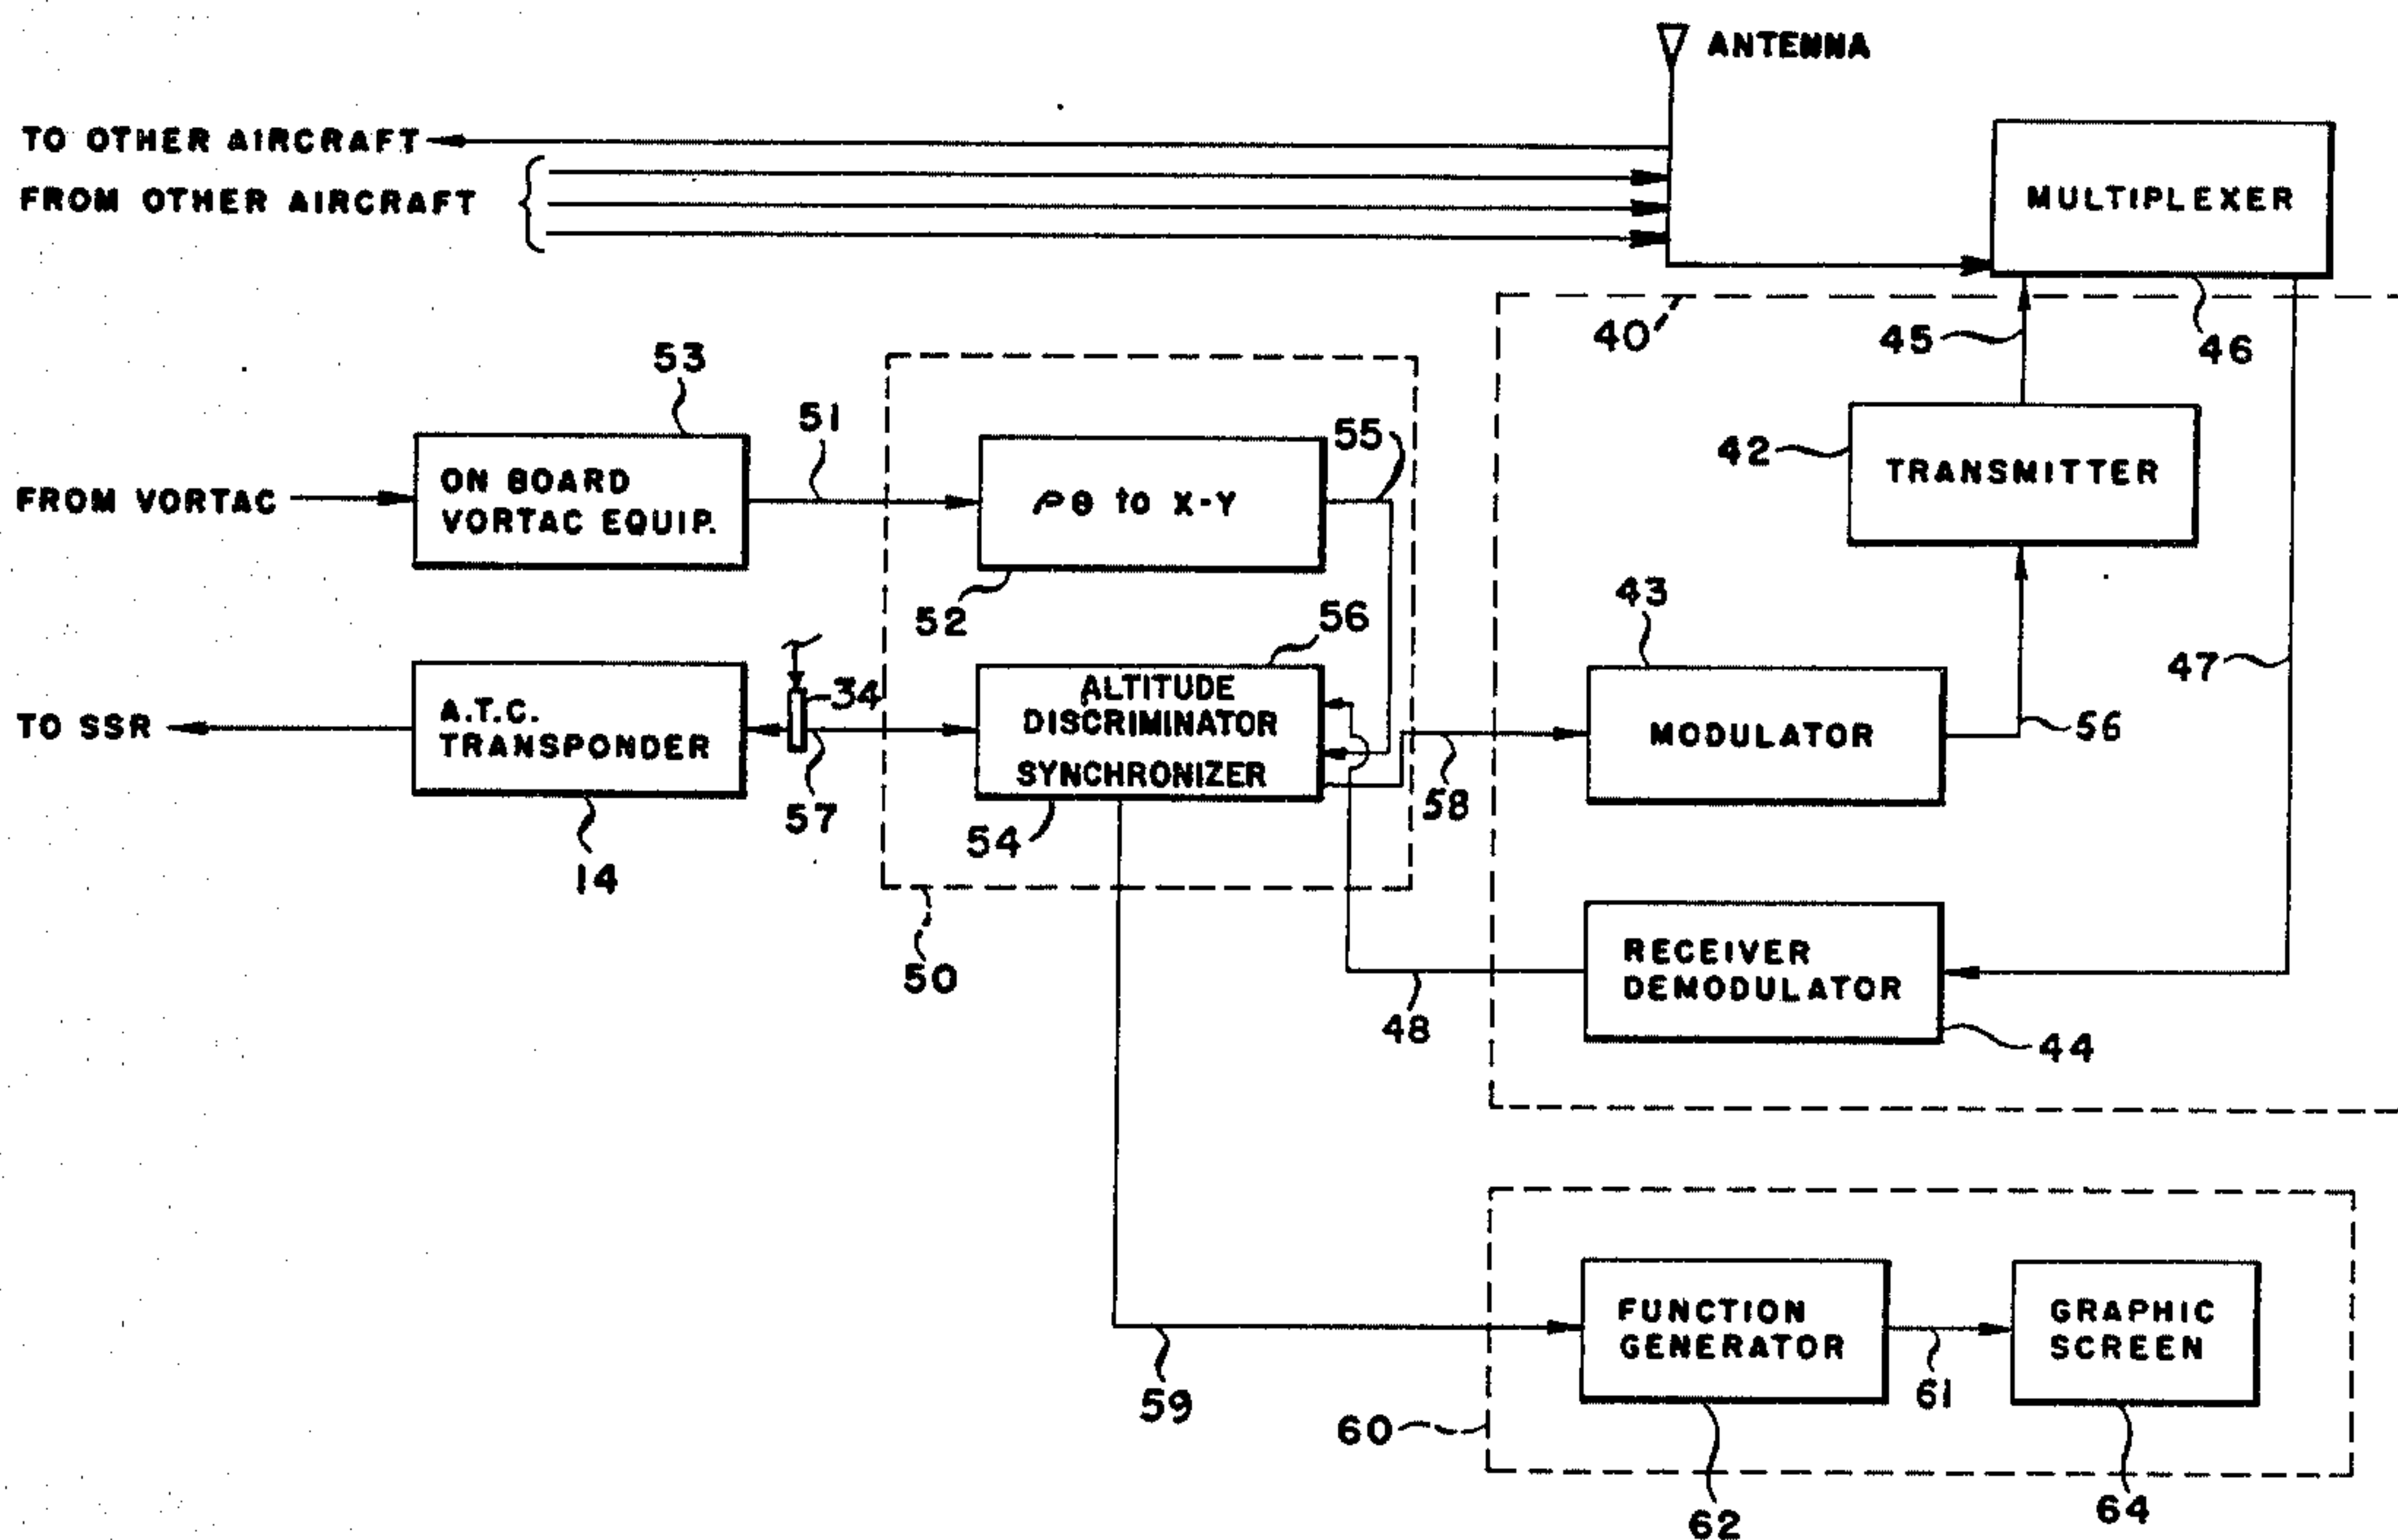 ANTENNA
TO OTHER AIRCRAFT
FROM OTHER AIRCRAFT
MULTIPLEXER
40
45
46
53
51
55
42
TRANSMITTER
FROM VORTAC
ON BOARD
VORTAC EQUIP.
ρθ to X-Y
52
56
43
47
34
TO SSR
A.T.C.
TRANSPONDER
ALTITUDE
DISCRIMINATOR
SYNCHRONIZER
MODULATOR
56
57
58
54
14
50
RECEIVER
DEMODULATOR
48
44
FUNCTION
GENERATOR
GRAPHIC
SCREEN
59
61
60
62
64